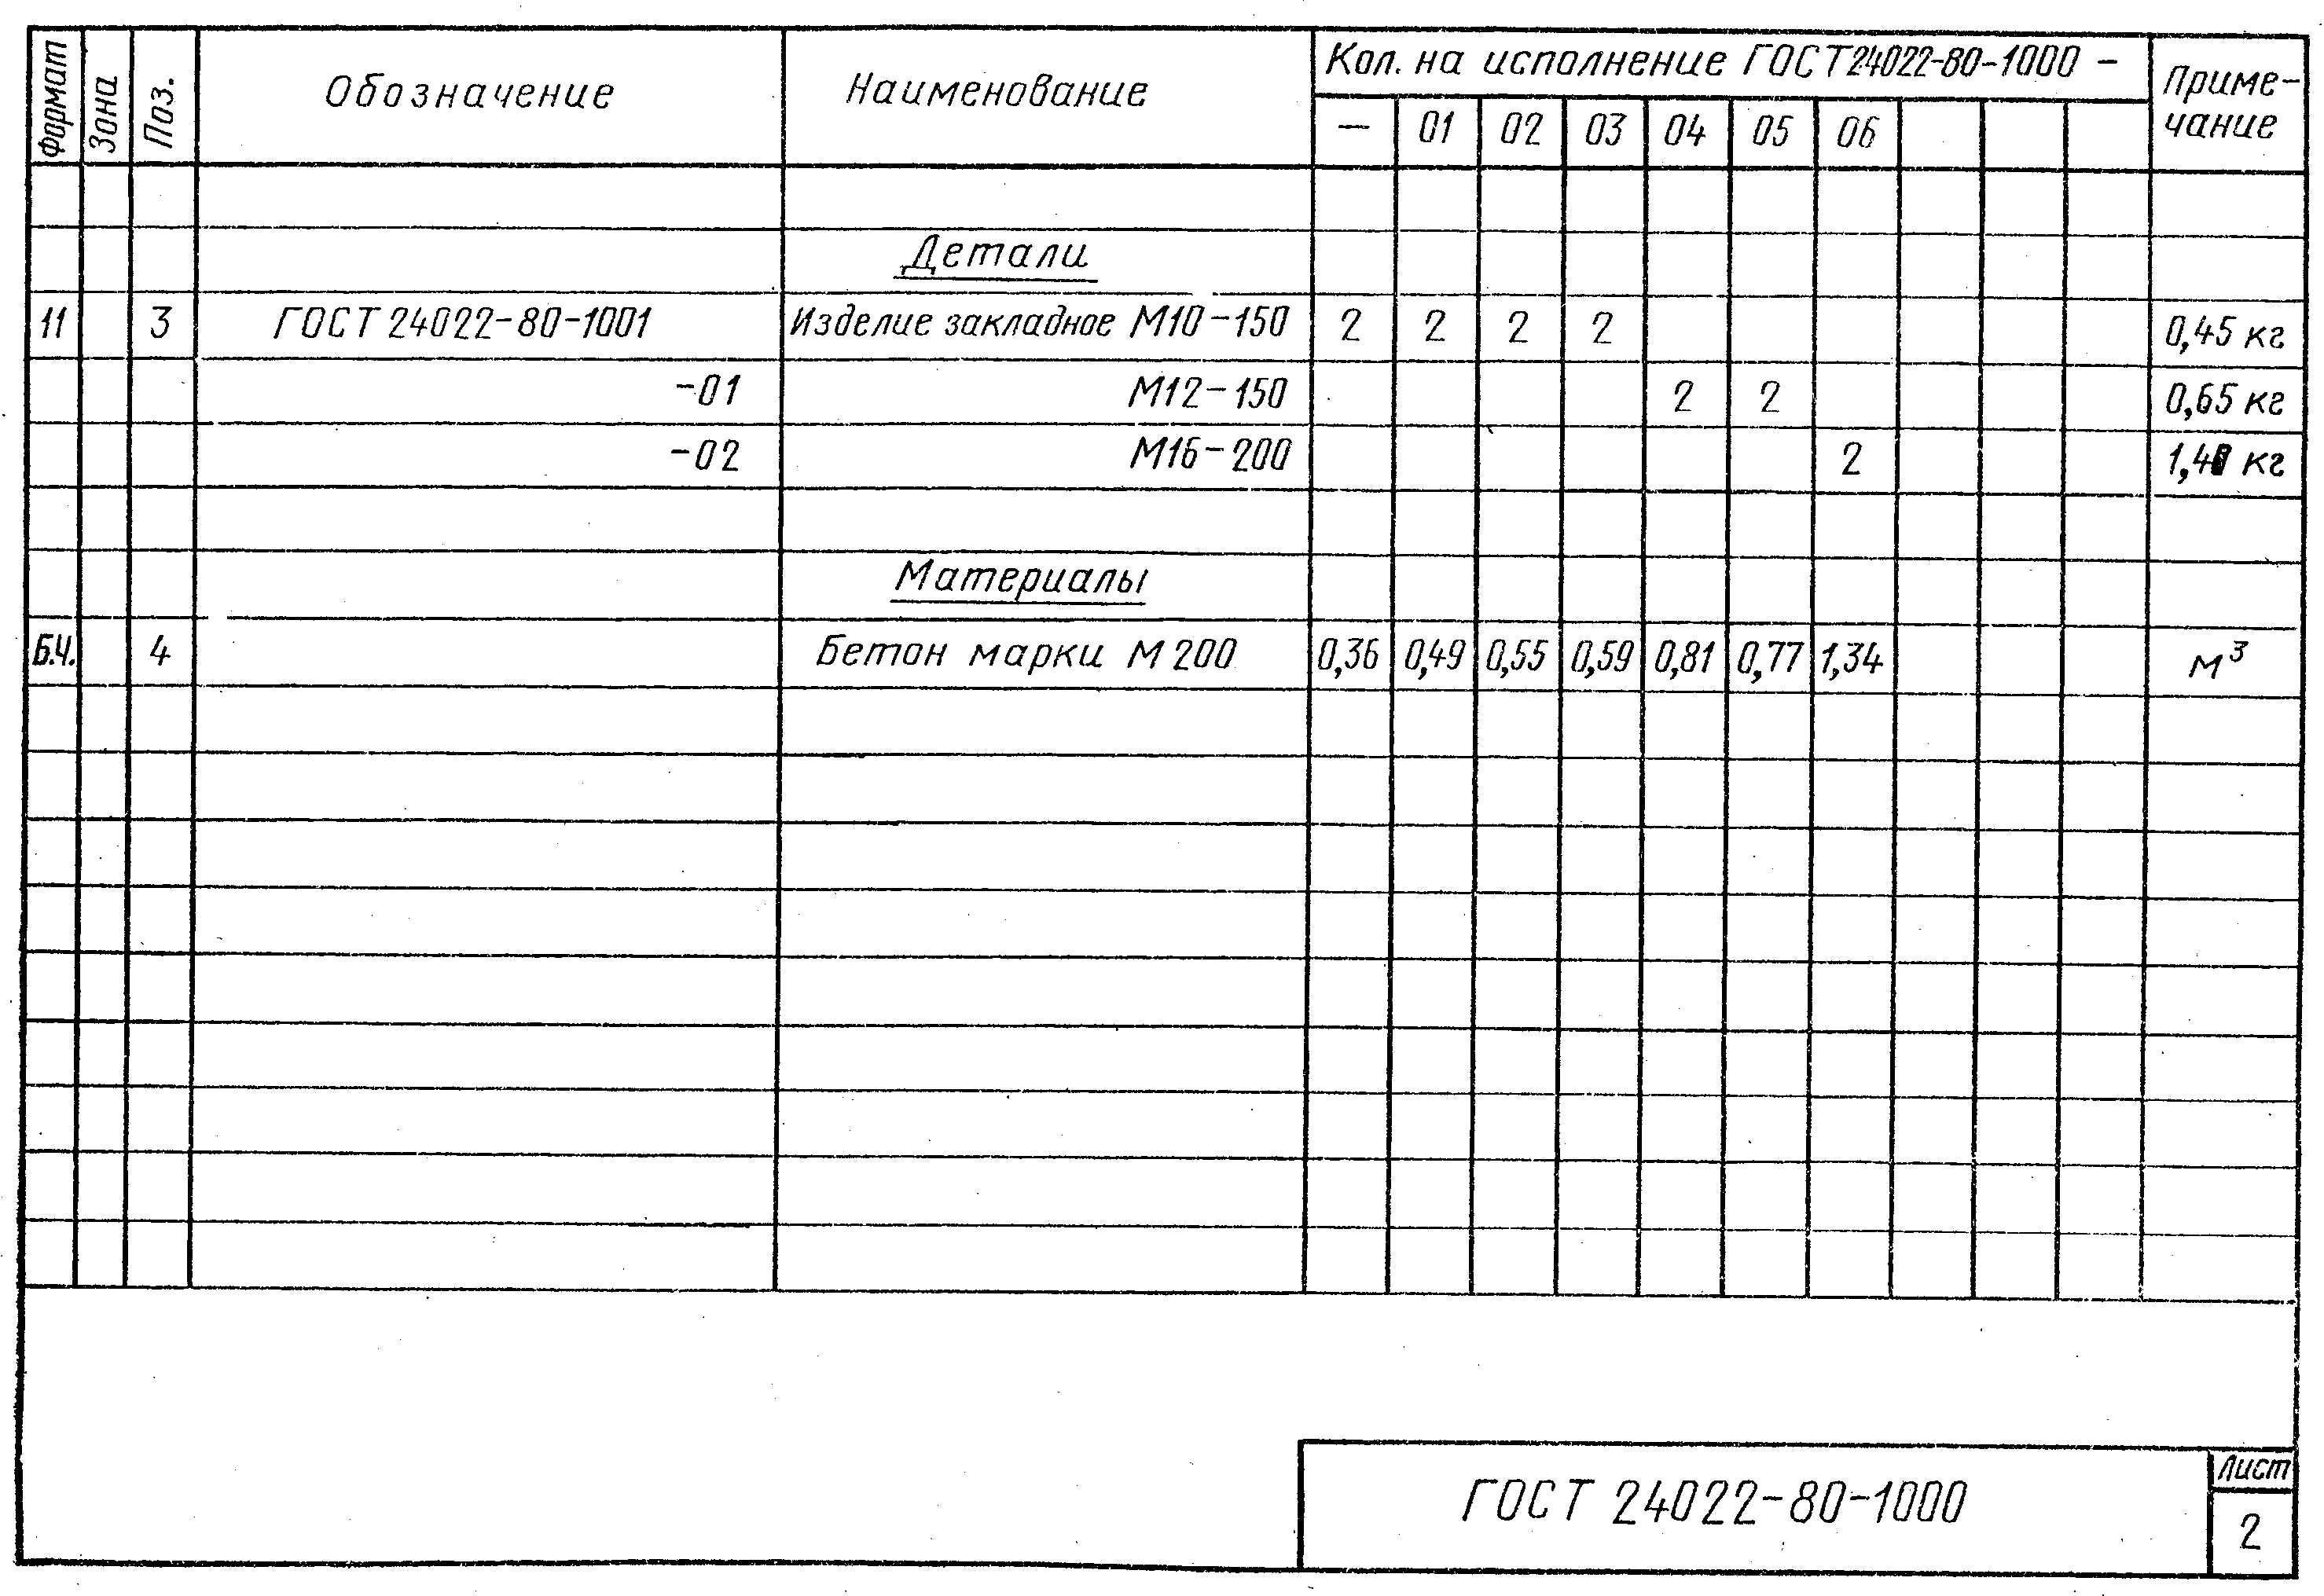 Формат Зона Поз. Обозначение Наименование Кол. на исполнение ГОСТ 24022-80-1000 - Приме-
чание
— 01 02 03 04 05 06
Детали
11 3 ГОСТ 24022-80-1001 Изделие закладное М10-150 2 2 2 2 0,45 кг
-01 М12-150 2 2 0,65 кг
-02 М16-200 2 кг
Материалы
Б.Ч. 4 Бетон марки М 200 0,36 0,49 0,55 0,59 0,81 0,77 1,34 м³
ГОСТ 24022-80-1000
Лист
2